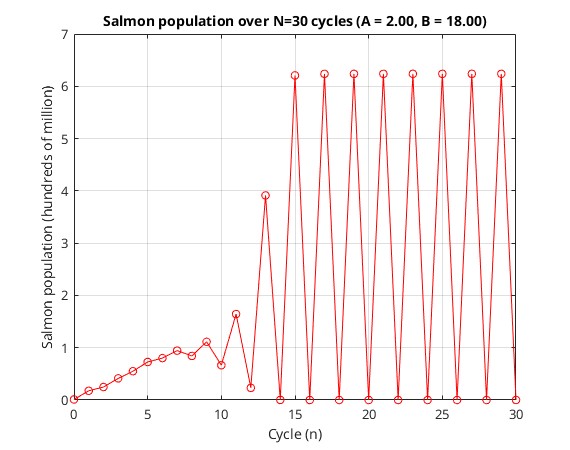 Salmon population over N=30 cycles (A = 2.00, B = 18.00)
Salmon population (hundreds of million)
7
6
5
4
3
2
1
0
0 5 10 15 20 25 30
Cycle (n)